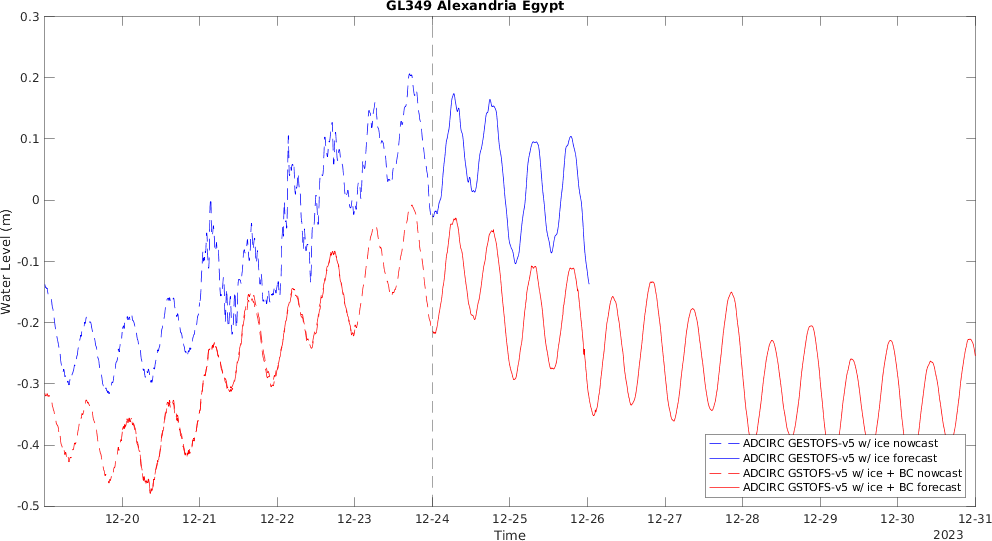 GL349 Alexandria Egypt
0.3
0.2
0.1
0
-0.1
-0.2
-0.3
-0.4
-0.5
Water Level (m)
ADCIRC GESTOFS-v5 w/ ice nowcast
ADCIRC GESTOFS-v5 w/ ice forecast
ADCIRC GSTOFS-v5 w/ ice + BC nowcast
ADCIRC GSTOFS-v5 w/ ice + BC forecast
12-20 12-21 12-22 12-23 12-24 12-25 12-26 12-27 12-28 12-29 12-30 12-31
Time
2023